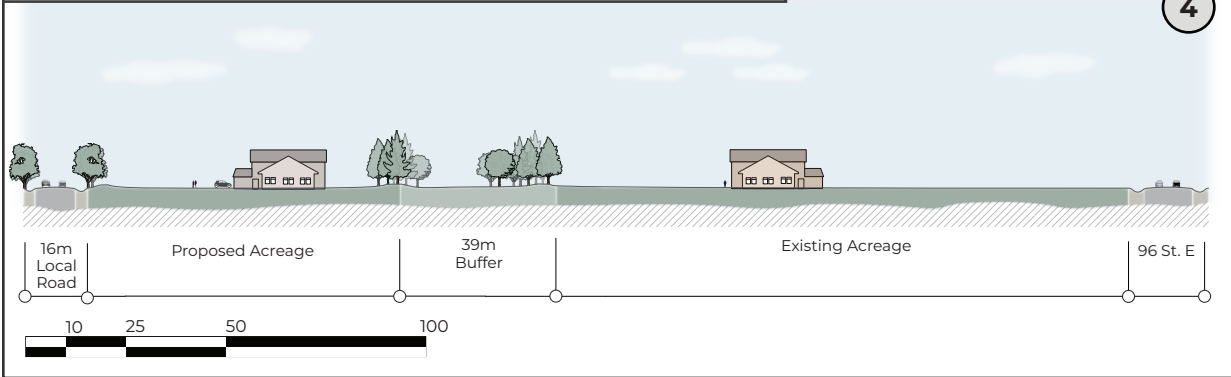 4
16m
Local
Road
Proposed Acreage
39m
Buffer
Existing Acreage
96 St. E
10 25 50 100